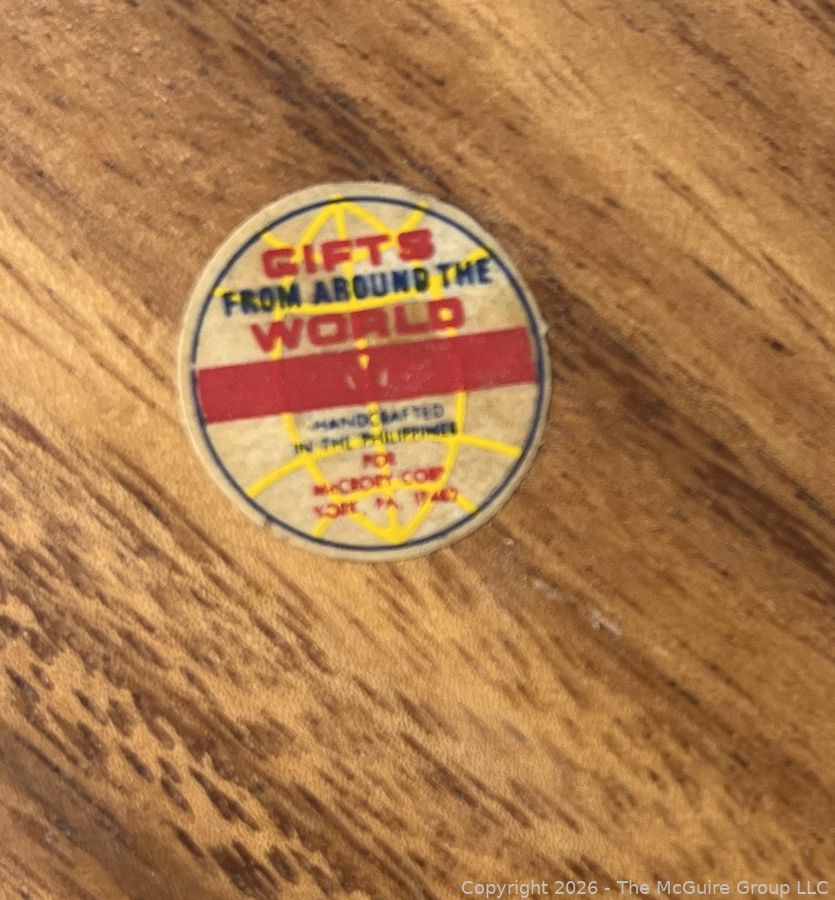 GIFTS
FROM AROUND THE
WORLD
HANDCRAFTED
IN THE PHILIPPINES
FOR
McCRORY CORP.
YORK, PA. 17402
Copyright 2026 - The McGuire Group LLC